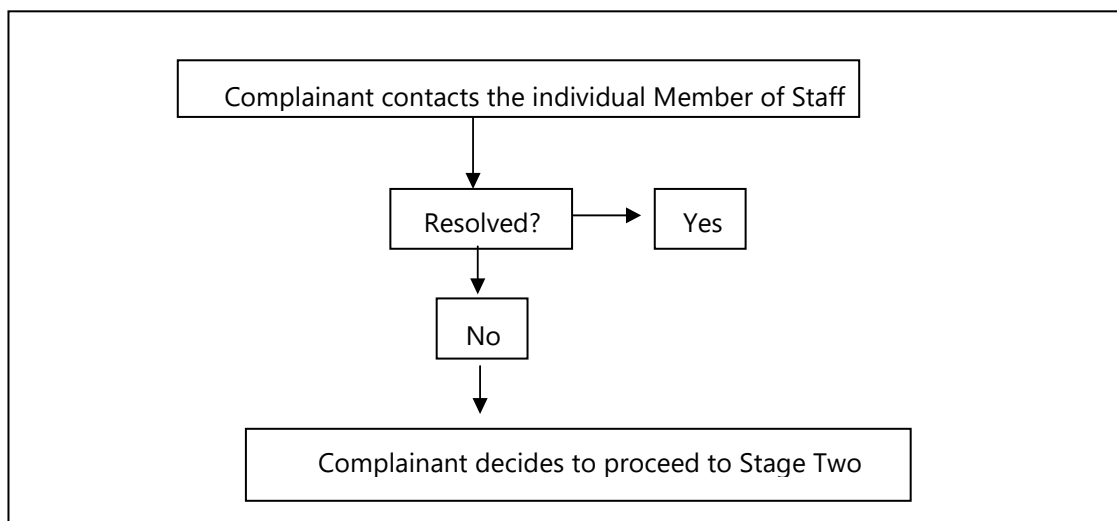 Complainant contacts the individual Member of Staff
Resolved?
Yes
No
Complainant decides to proceed to Stage Two